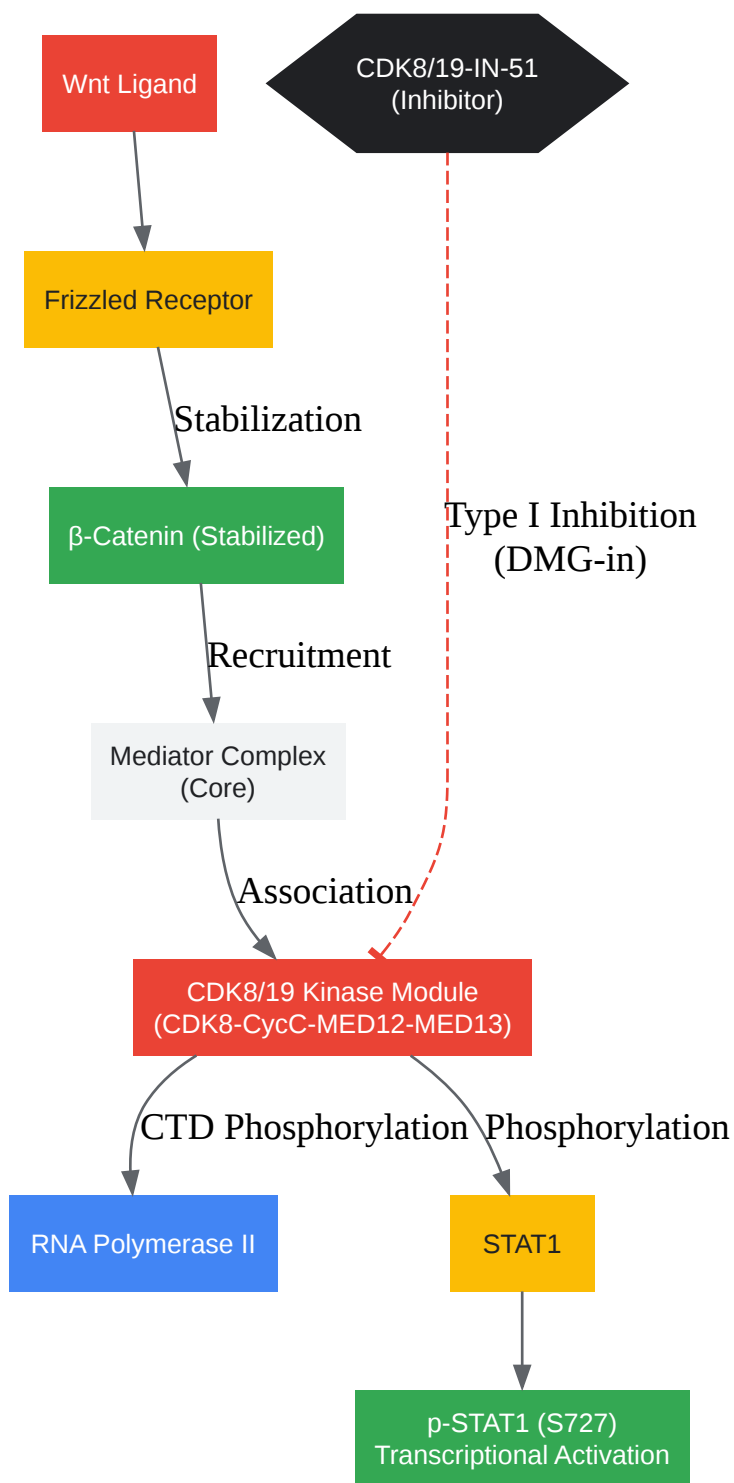 Wnt Ligand
CDK8/19-IN-51
(Inhibitor)
Frizzled Receptor
Stabilization
β-Catenin (Stabilized)
Type I Inhibition
(DMG-in)
Recruitment
Mediator Complex
(Core)
Association
CDK8/19 Kinase Module
(CDK8-CycC-MED12-MED13)
CTD Phosphorylation
Phosphorylation
RNA Polymerase II
STAT1
p-STAT1 (S727)
Transcriptional Activation